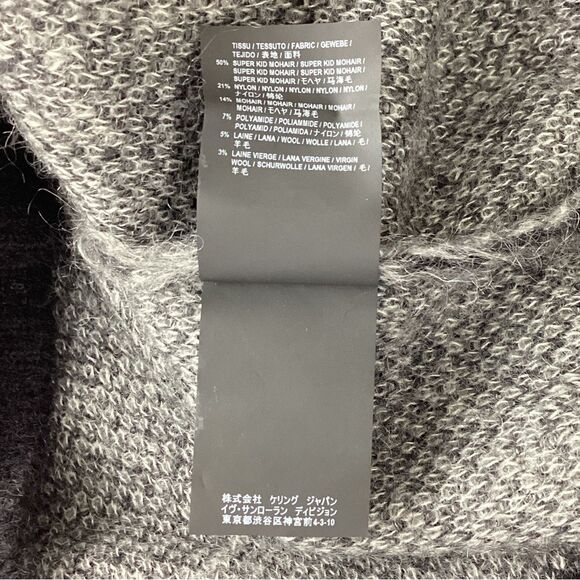 TISSU / TESSUTO / FABRIC / GEWEBE /
TEJIDO / 表地 / 面料
50% SUPER KID MOHAIR / SUPER KID MOHAIR /
SUPER KID MOHAIR / SUPER KID MOHAIR /
SUPER KID MOHAIR / モヘヤ / 马海毛
21% NYLON / NYLON / NYLON / NYLON / NYLON /
ナイロン / 锦纶
14% MOHAIR / MOHAIR / MOHAIR / MOHAIR /
MOHAIR / モヘヤ / 马海毛
7% POLYAMIDE / POLIAMMIDE / POLYAMIDE /
POLYAMID / POLIAMIDA / ナイロン / 锦纶
5% LAINE / LANA / WOOL / WOLLE / LANA / 毛 /
羊毛
3% LAINE VIERGE / LANA VERGINE / VIRGIN
WOOL / SCHURWOLLE / LANA VIRGEN / 毛 /
羊毛
株式会社 ケリング ジャパン
イヴ・サンローラン ディビジョン
東京都渋谷区神宮前4-3-10